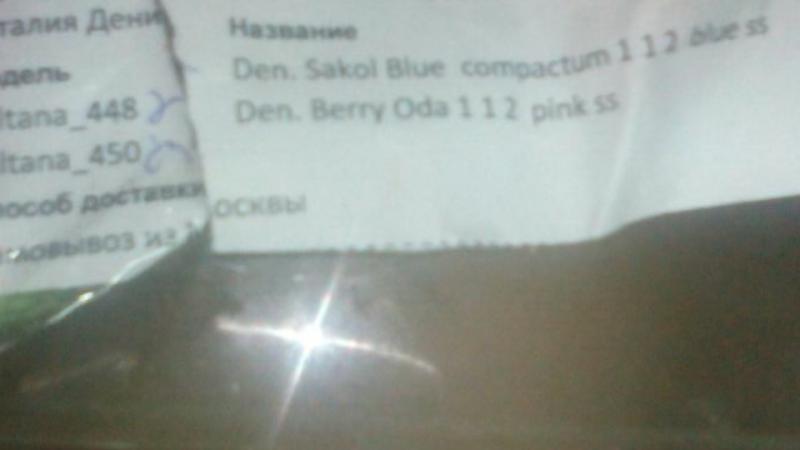 талия Дени
Название
дель
Den. Sakol Blue compactum 1 1 2 blue ss
ltana_448
Den. Berry Oda 1 1 2 pink ss
ltana_450
особ доставки
овывоз из осквы